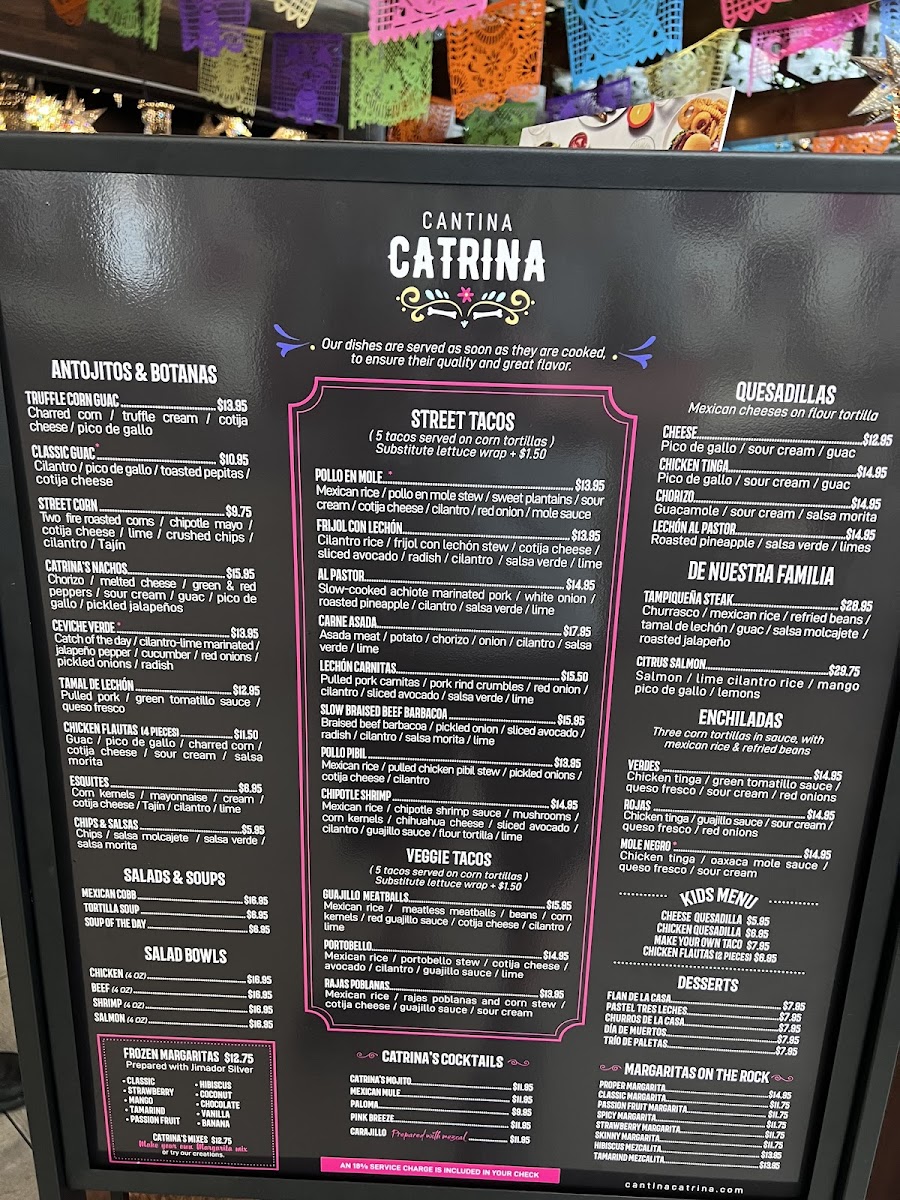 CANTINA
CATRINA
Our dishes are served as soon as they are cooked,
to ensure their quality and great flavor.
ANTOJITOS & BOTANAS
TRUFFLE CORN GUAC $13.95
Charred corn / truffle cream / cotija
cheese / pico de gallo
CLASSIC GUAC* $10.95
Cilantro / pico de gallo / toasted pepitas /
cotija cheese
STREET CORN $9.75
Two fire roasted corns / chipotle mayo /
cotija cheese / lime / crushed chips /
cilantro / Tajín
CATRINA'S NACHOS $15.95
Chorizo / melted cheese / green & red
peppers / sour cream / guac / pico de
gallo / pickled jalapeños
CEVICHE VERDE* $13.95
Catch of the day / cilantro-lime marinated /
jalapeño pepper / cucumber / red onions /
pickled onions / radish
TAMAL DE LECHÓN $12.95
Pulled pork / green tomatillo sauce /
queso fresco
CHICKEN FLAUTAS (4 PIECES) $11.50
Guac / pico de gallo / charred corn /
cotija cheese / sour cream / salsa
morita
ESQUITES $8.95
Corn kernels / mayonnaise / cream /
cotija cheese / Tajín / cilantro / lime
CHIPS & SALSAS $5.95
Chips / salsa molcajete / salsa verde /
salsa morita
SALADS & SOUPS
MEXICAN COBB $16.95
TORTILLA SOUP $8.95
SOUP OF THE DAY $8.95
SALAD BOWLS
CHICKEN (4 OZ) $16.95
BEEF (4 OZ) $16.95
SHRIMP (4 OZ) $16.95
SALMON (4 OZ) $16.95
FROZEN MARGARITAS $12.75
Prepared with Jimador Silver
• CLASSIC
• STRAWBERRY
• MANGO
• TAMARIND
• PASSION FRUIT
• HIBISCUS
• COCONUT
• CHOCOLATE
• VANILLA
• BANANA
CATRINA'S MIXES $12.75
Make your own Margarita mix
or try our creations.
STREET TACOS
( 5 tacos served on corn tortillas )
Substitute lettuce wrap + $1.50
POLLO EN MOLE * $13.95
Mexican rice / pollo en mole stew / sweet plantains / sour
cream / cotija cheese / cilantro / red onion / mole sauce
FRIJOL CON LECHÓN $13.95
Cilantro rice / frijol con lechón stew / cotija cheese /
sliced avocado / radish / cilantro / salsa verde / lime
AL PASTOR $14.95
Slow-cooked achiote marinated pork / white onion /
roasted pineapple / cilantro / salsa verde / lime
CARNE ASADA $17.95
Asada meat / potato / chorizo / onion / cilantro / salsa
verde / lime
LECHÓN CARNITAS $15.50
Pulled pork carnitas / pork rind crumbles / red onion /
cilantro / sliced avocado / salsa verde / lime
SLOW BRAISED BEEF BARBACOA $15.95
Braised beef barbacoa / pickled onion / sliced avocado /
radish / cilantro / salsa morita / lime
POLLO PIBIL $13.95
Mexican rice / pulled chicken pibil stew / pickled onions /
cotija cheese / cilantro
CHIPOTLE SHRIMP $14.95
Mexican rice / chipotle shrimp sauce / mushrooms /
corn kernels / chihuahua cheese / sliced avocado /
cilantro / guajillo sauce / flour tortilla / lime
VEGGIE TACOS
( 5 tacos served on corn tortillas )
Substitute lettuce wrap + $1.50
GUAJILLO MEATBALLS $15.95
Mexican rice / meatless meatballs / beans / corn
kernels / red guajillo sauce / cotija cheese / cilantro /
lime
PORTOBELLO $14.95
Mexican rice / portobello stew / cotija cheese /
avocado / cilantro / guajillo sauce / lime
RAJAS POBLANAS $13.95
Mexican rice / rajas poblanas and corn stew /
cotija cheese / guajillo sauce / sour cream
CATRINA'S COCKTAILS
CATRINA'S MOJITO $11.95
MEXICAN MULE $11.95
PALOMA $9.95
PINK BREEZE $11.95
CARAJILLO Prepared with mezcal $11.95
AN 18% SERVICE CHARGE IS INCLUDED IN YOUR CHECK
QUESADILLAS
Mexican cheeses on flour tortilla
CHEESE $12.95
Pico de gallo / sour cream / guac
CHICKEN TINGA $14.95
Pico de gallo / sour cream / guac
CHORIZO $14.95
Guacamole / sour cream / salsa morita
LECHÓN AL PASTOR $14.95
Roasted pineapple / salsa verde / limes
DE NUESTRA FAMILIA
TAMPIQUEÑA STEAK $28.95
Churrasco / mexican rice / refried beans /
tamal de lechón / guac / salsa molcajete /
roasted jalapeño
CITRUS SALMON $29.75
Salmon / lime cilantro rice / mango
pico de gallo / lemons
ENCHILADAS
Three corn tortillas in sauce, with
mexican rice & refried beans
VERDES $14.95
Chicken tinga / green tomatillo sauce /
queso fresco / sour cream / red onions
ROJAS $14.95
Chicken tinga / guajillo sauce / sour cream /
queso fresco / red onions
MOLE NEGRO * $14.95
Chicken tinga / oaxaca mole sauce /
queso fresco / sour cream
KIDS MENU
CHEESE QUESADILLA $5.95
CHICKEN QUESADILLA $6.95
MAKE YOUR OWN TACO $7.95
CHICKEN FLAUTAS (2 PIECES) $6.95
DESSERTS
FLAN DE LA CASA $7.95
PASTEL TRES LECHES $7.95
CHURROS DE LA CASA $7.95
DÍA DE MUERTOS $7.95
TRÍO DE PALETAS $7.95
MARGARITAS ON THE ROCK
PROPER MARGARITA $14.95
CLASSIC MARGARITA $11.75
PASSION FRUIT MARGARITA $11.75
SPICY MARGARITA $11.75
STRAWBERRY MARGARITA $11.75
SKINNY MARGARITA $11.75
HIBISCUS MEZCALITA $13.95
TAMARIND MEZCALITA $13.95
cantinacatrina.com